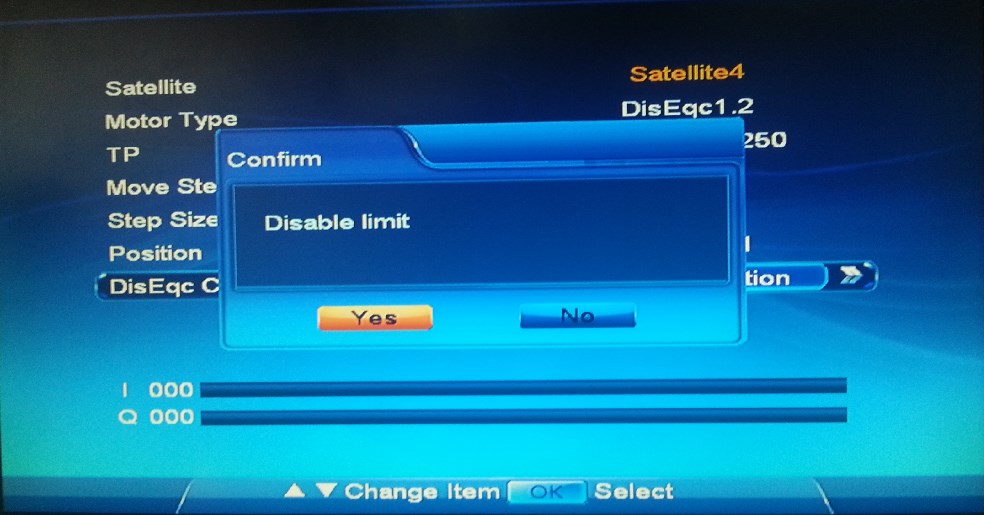 Satellite Satellite4
Motor Type DisEqc1.2
TP 250
Move Ste
Step Size
Position
DisEqc C tion
Confirm
Disable limit
Yes No
I 000
Q 000
Change Item OK Select